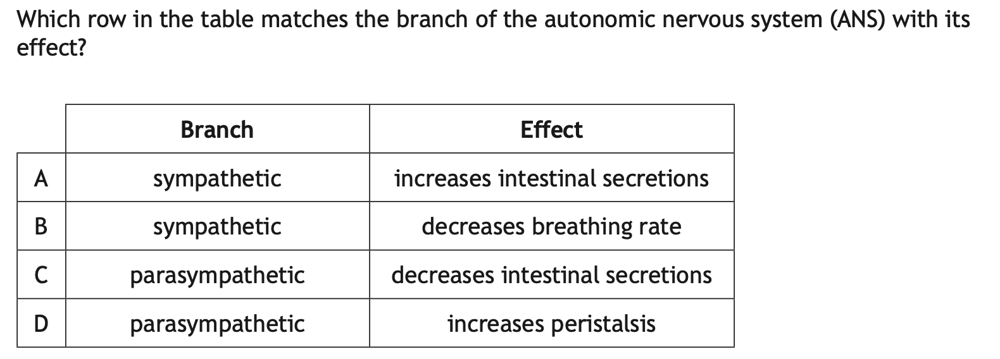 Which row in the table matches the branch of the autonomic nervous system (ANS) with its
effect?
Branch Effect
A sympathetic increases intestinal secretions
B sympathetic decreases breathing rate
C parasympathetic decreases intestinal secretions
D parasympathetic increases peristalsis